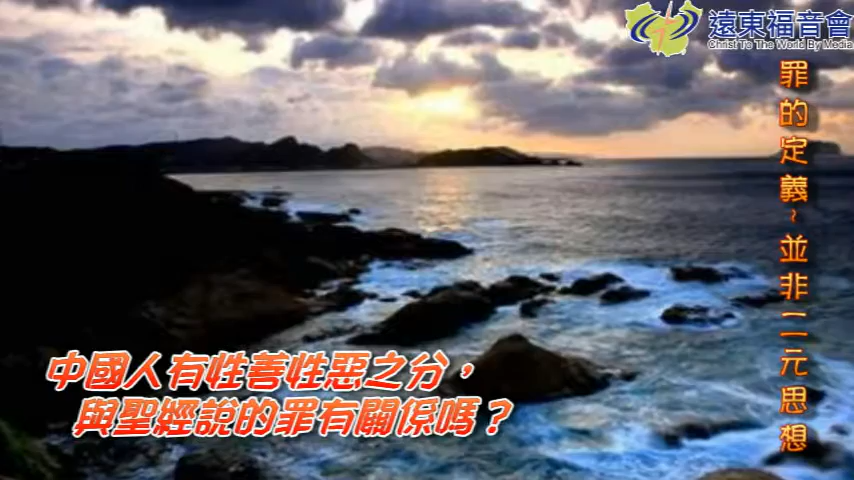 遠東福音會
Christ To The World By Media
罪的定義~並非二元思想
中國人有性善性惡之分，
與聖經說的罪有關係嗎？